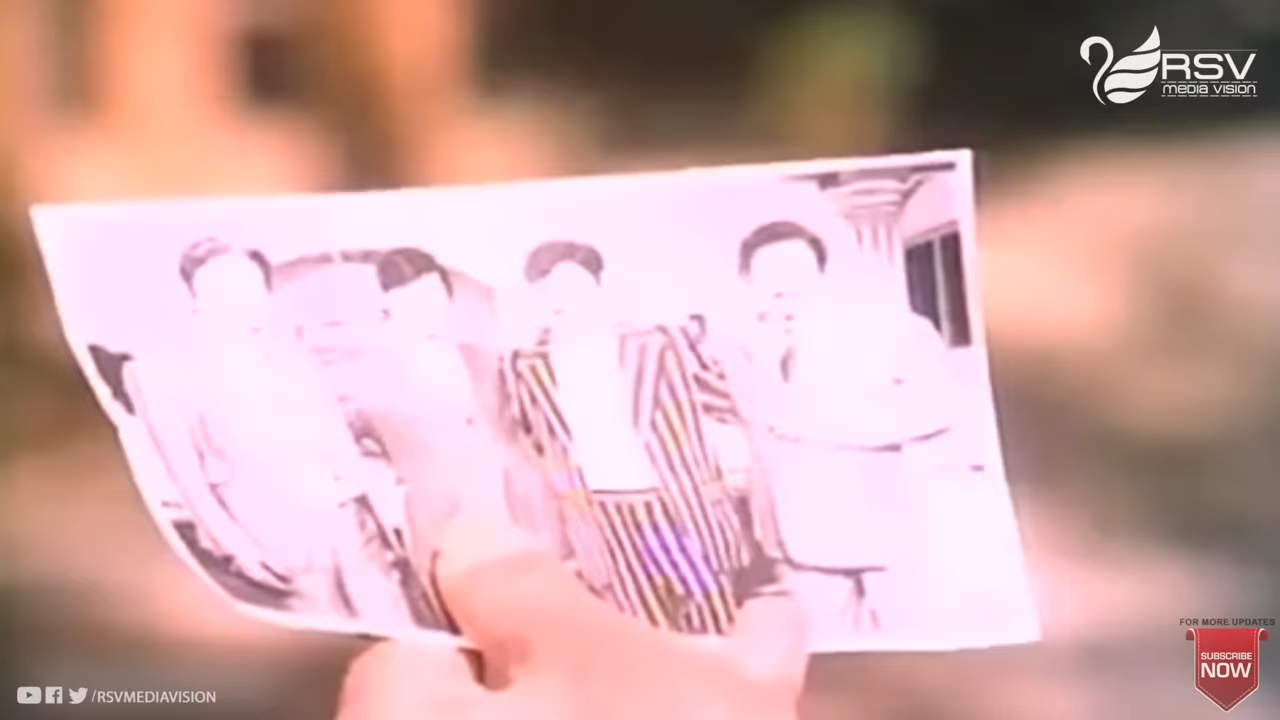 RSV
media vision
FOR MORE UPDATES
SUBSCRIBE
NOW
/RSVMEDIAVISION